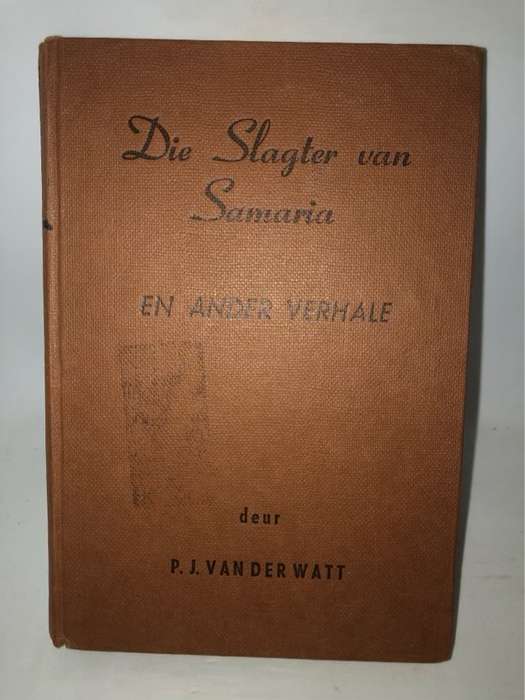 Die Slagter van
Samaria
EN ANDER VERHALE
deur
P. J. VAN DER WATT